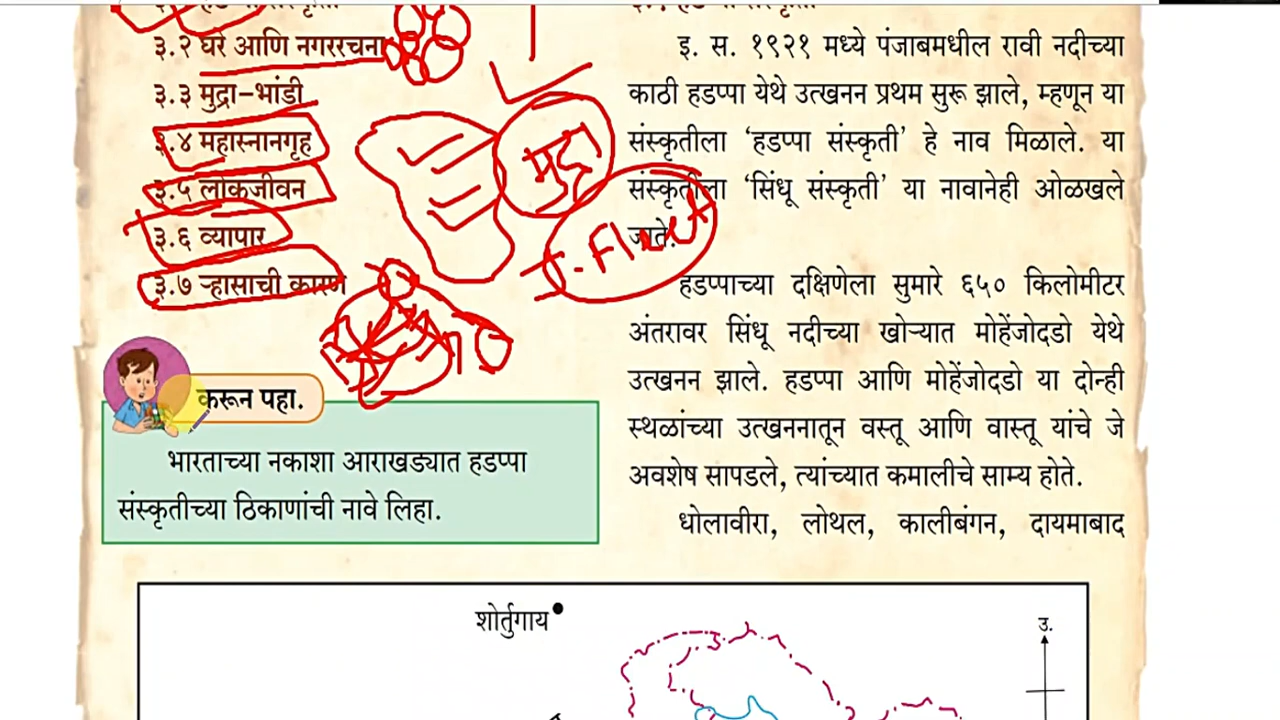 ३.२ घरे आणि नगररचना
३.३ मुद्रा-भांडी
३.४ महास्नानगृह
३.५ लोकजीवन
३.६ व्यापार
३.७ ऱ्हासाची कारणे
मुद्रा
करून पहा.
भारताच्या नकाशा आराखड्यात हडप्पा
संस्कृतीच्या ठिकाणांची नावे लिहा.
इ. स. १९२१ मध्ये पंजाबमधील रावी नदीच्या
काठी हडप्पा येथे उत्खनन प्रथम सुरू झाले, म्हणून या
संस्कृतीला ‘हडप्पा संस्कृती’ हे नाव मिळाले. या
संस्कृतीला ‘सिंधू संस्कृती’ या नावानेही ओळखले
जाते.
हडप्पाच्या दक्षिणेला सुमारे ६५० किलोमीटर
अंतरावर सिंधू नदीच्या खोऱ्यात मोहेंजोदडो येथे
उत्खनन झाले. हडप्पा आणि मोहेंजोदडो या दोन्ही
स्थळांच्या उत्खननातून वस्तू आणि वास्तू यांचे जे
अवशेष सापडले, त्यांच्यात कमालीचे साम्य होते.
धोलावीरा, लोथल, कालीबंगन, दायमाबाद
शोर्तुगाय
उ.